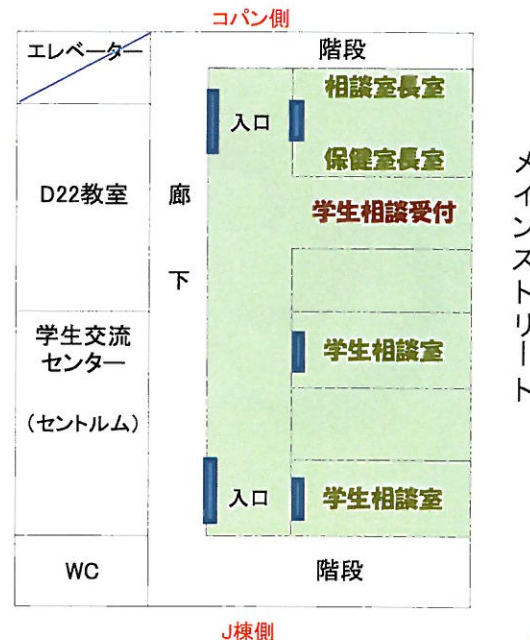 コパン側
エレベーター
階段
相談室長室
入口
保健室長室
D22教室
廊下
学生相談受付
メインストリート
学生交流
センター
(セントルム)
学生相談室
入口
学生相談室
WC
階段
J棟側